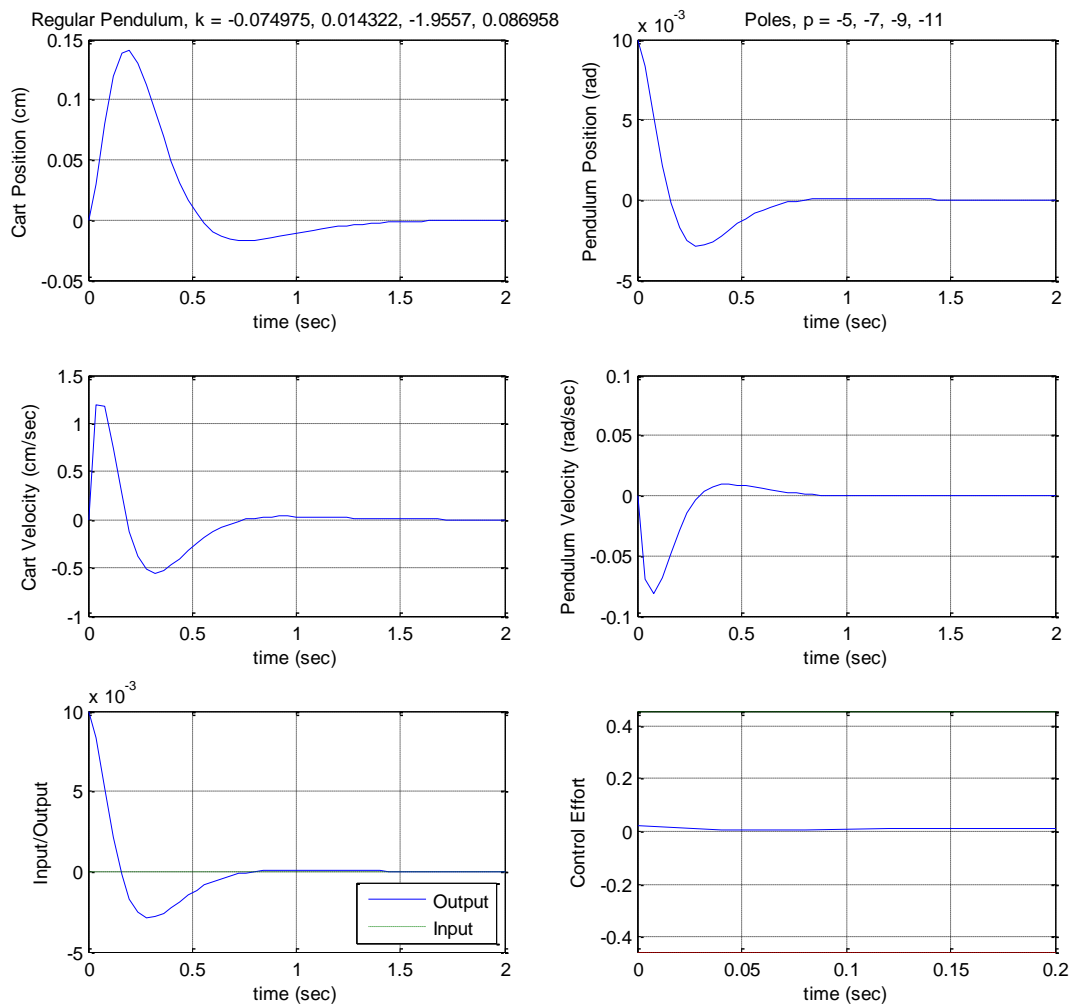 Regular Pendulum, k = -0.074975, 0.014322, -1.9557, 0.086958
0.15
0.1
0.05
0
-0.05
Cart Position (cm)
0 0.5 1 1.5 2
time (sec)
Poles, p = -5, -7, -9, -11
x 10^-3
10
5
0
-5
Pendulum Position (rad)
0 0.5 1 1.5 2
time (sec)
1.5
1
0.5
0
-0.5
-1
Cart Velocity (cm/sec)
0 0.5 1 1.5 2
time (sec)
0.1
0.05
0
-0.05
-0.1
Pendulum Velocity (rad/sec)
0 0.5 1 1.5 2
time (sec)
x 10^-3
10
5
0
-5
Input/Output
0 0.5 1 1.5 2
time (sec)
Output
Input
0.4
0.2
0
-0.2
-0.4
Control Effort
0 0.05 0.1 0.15 0.2
time (sec)